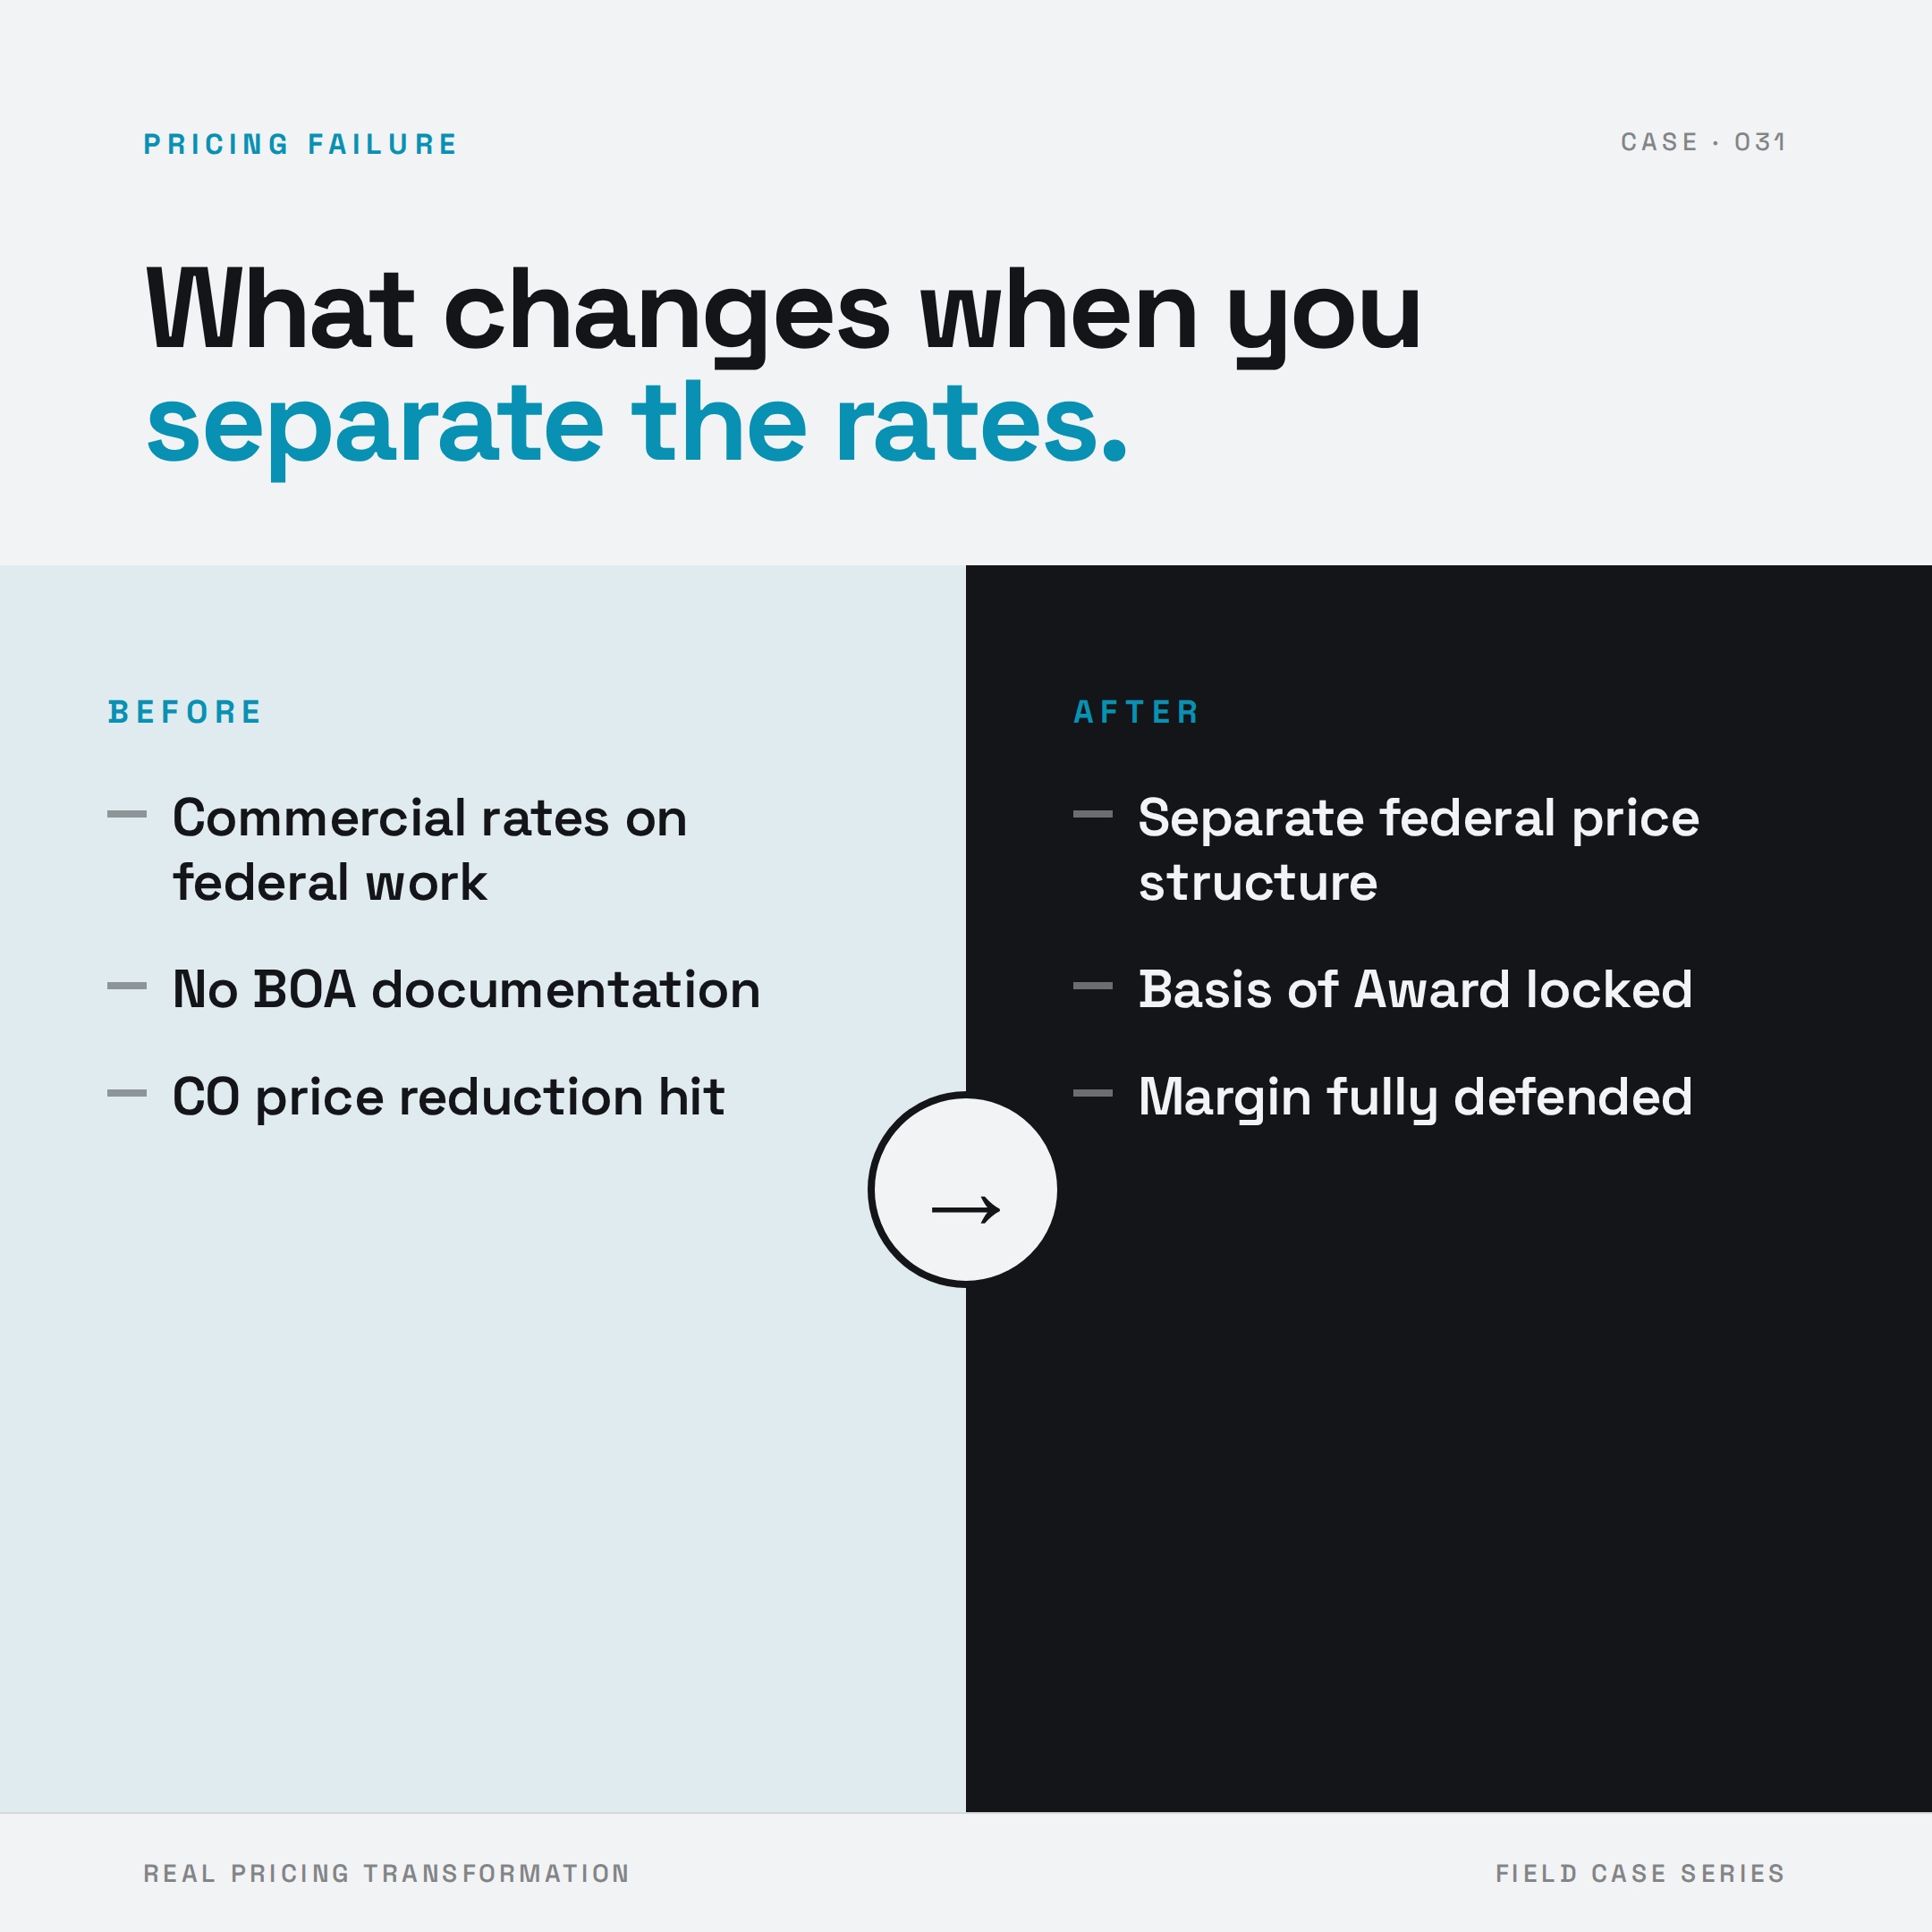 PRICING FAILURE
CASE · 031
What changes when you
separate the rates.
BEFORE
Commercial rates on
federal work
No BOA documentation
CO price reduction hit
AFTER
Separate federal price
structure
Basis of Award locked
Margin fully defended
→
REAL PRICING TRANSFORMATION
FIELD CASE SERIES